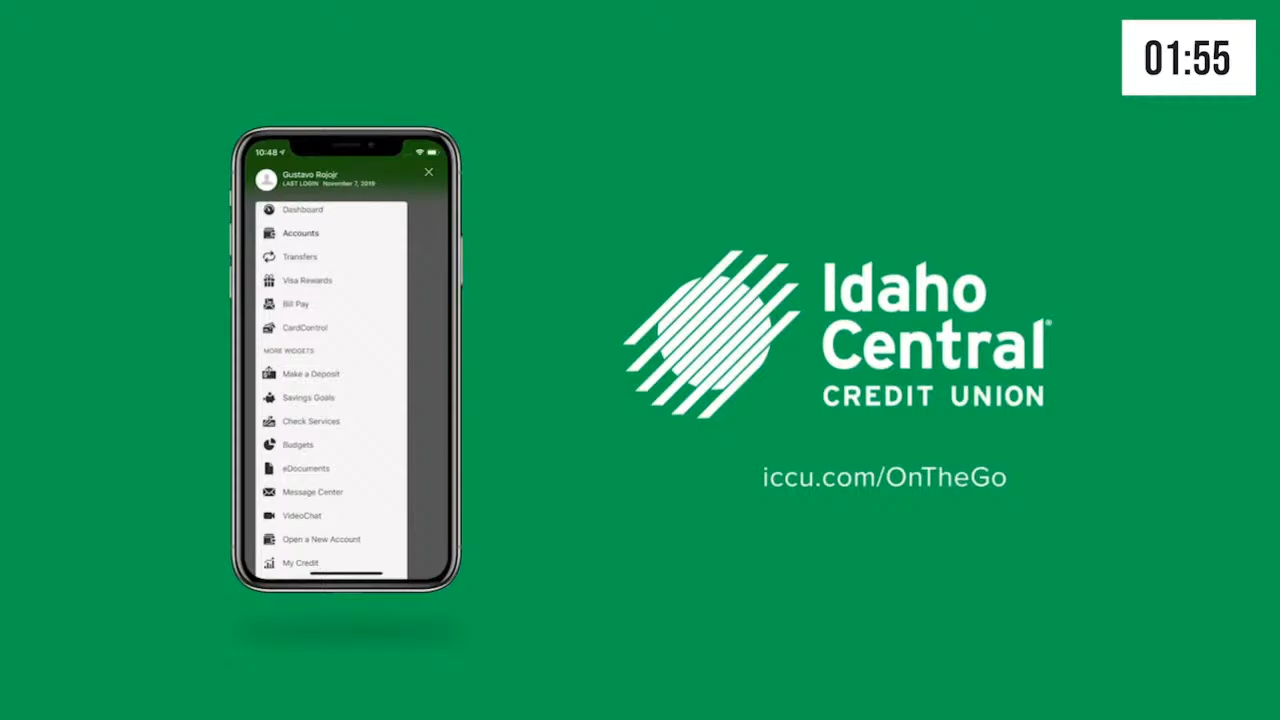 01:55
10:48
Gustavo Rojojr
LAST LOGIN November 7, 2019
Dashboard
Accounts
Transfers
Visa Rewards
Bill Pay
CardControl
MORE WIDGETS
Make a Deposit
Savings Goals
Check Services
Budgets
eDocuments
Message Center
VideoChat
Open a New Account
My Credit
Idaho
Central®
CREDIT UNION
iccu.com/OnTheGo